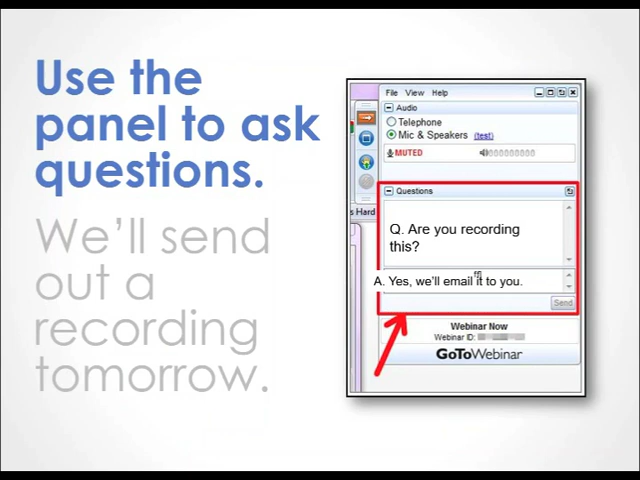 Use the
panel to ask
questions.
We'll send
out a
recording
tomorrow.
File View Help
Audio
Telephone
Mic & Speakers (test)
MUTED
Questions
s Hard
Q. Are you recording
this?
A. Yes, we'll email it to you.
Send
Webinar Now
Webinar ID:
GoToWebinar